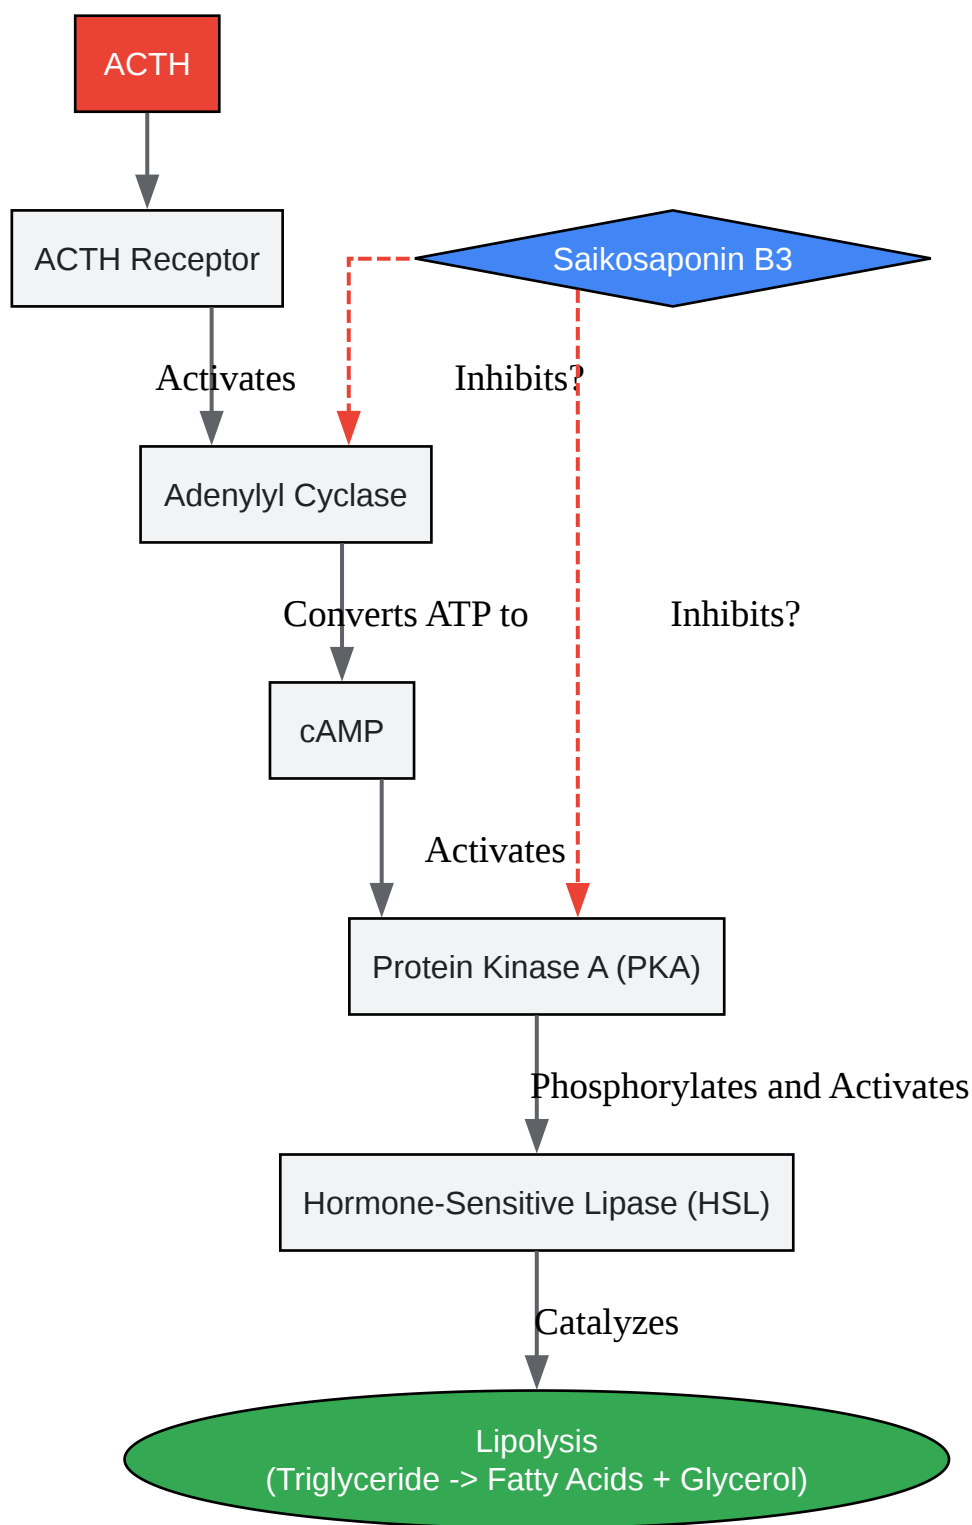 ACTH
ACTH Receptor
Saikosaponin B3
Activates
Inhibits?
Adenylyl Cyclase
Converts ATP to
Inhibits?
cAMP
Activates
Protein Kinase A (PKA)
Phosphorylates and Activates
Hormone-Sensitive Lipase (HSL)
Catalyzes
Lipolysis
(Triglyceride -> Fatty Acids + Glycerol)